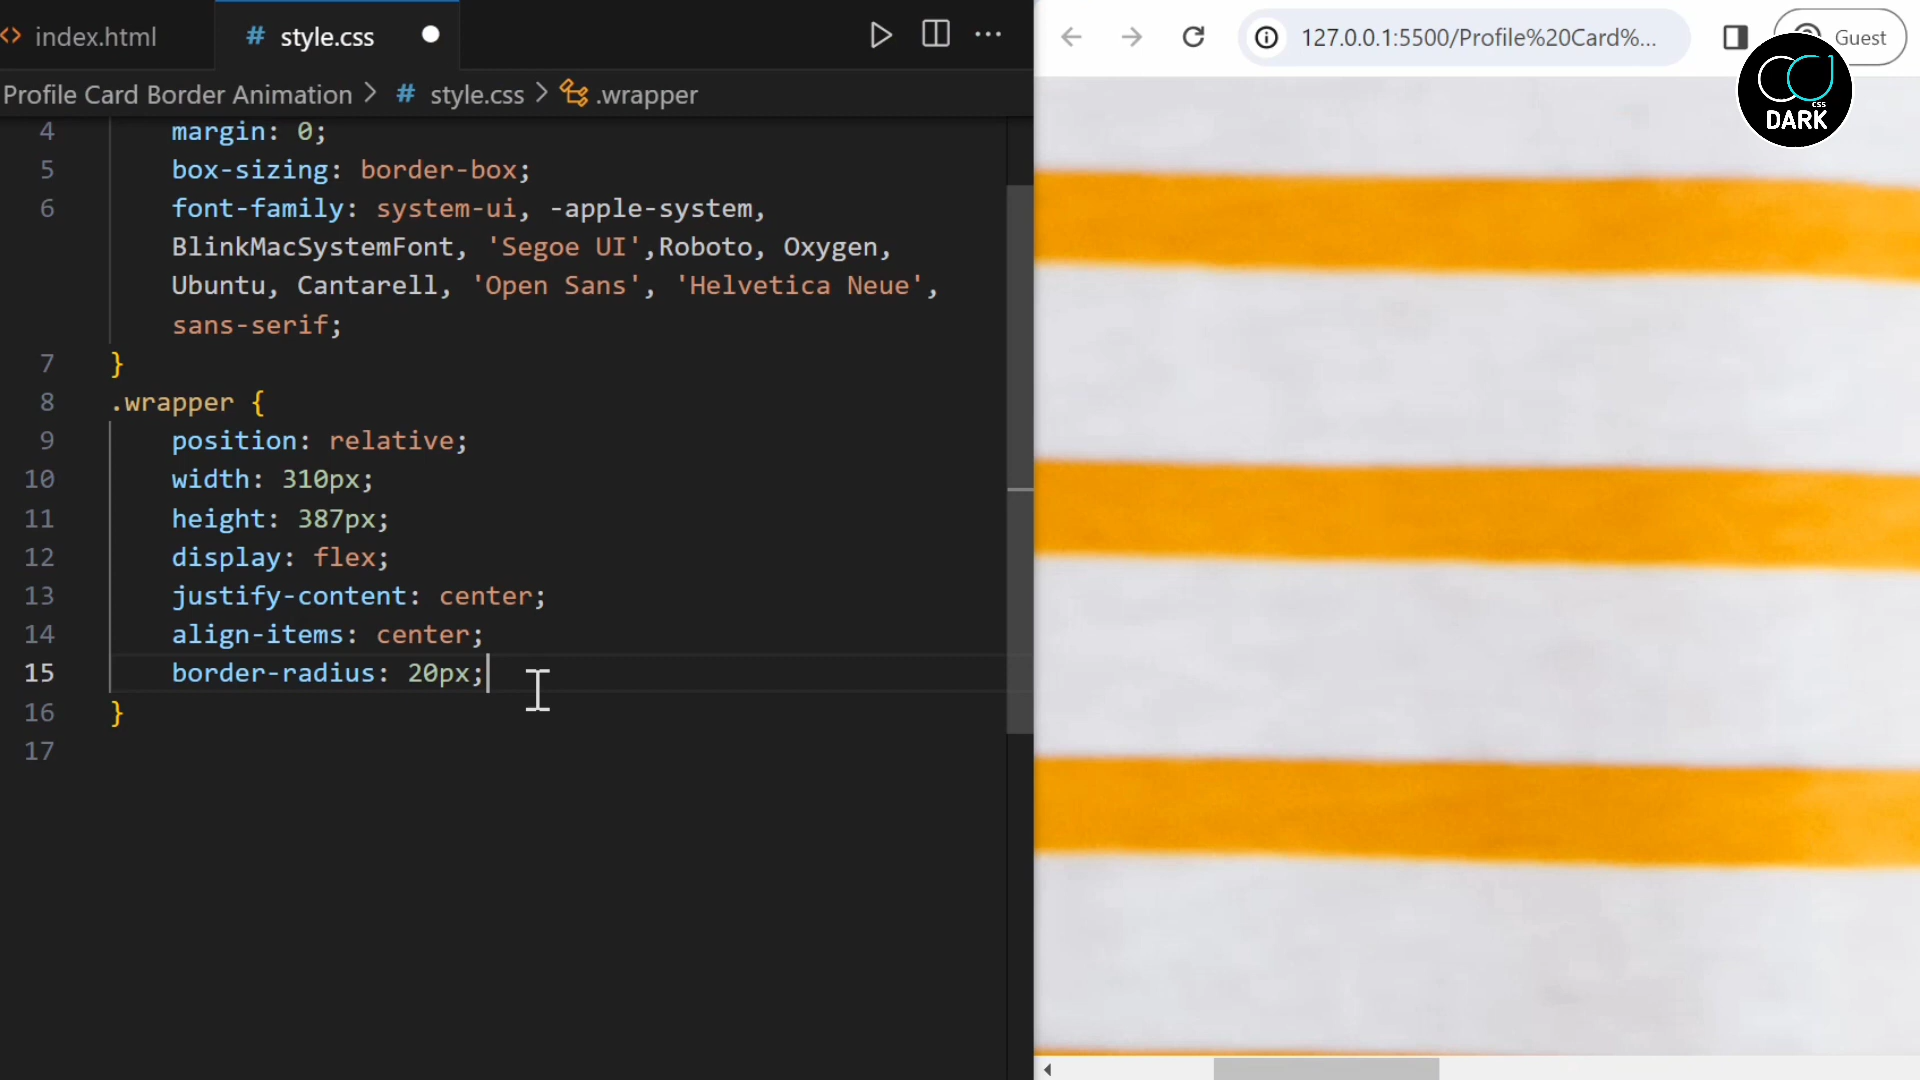 index.html
# style.css
127.0.0.1:5500/Profile%20Card%...
Guest
css
DARK
Profile Card Border Animation > # style.css > .wrapper
4 margin: 0;
5 box-sizing: border-box;
6 font-family: system-ui, -apple-system,
BlinkMacSystemFont, 'Segoe UI',Roboto, Oxygen,
Ubuntu, Cantarell, 'Open Sans', 'Helvetica Neue',
sans-serif;
7 }
8 .wrapper {
9 position: relative;
10 width: 310px;
11 height: 387px;
12 display: flex;
13 justify-content: center;
14 align-items: center;
15 border-radius: 20px;
16 }
17